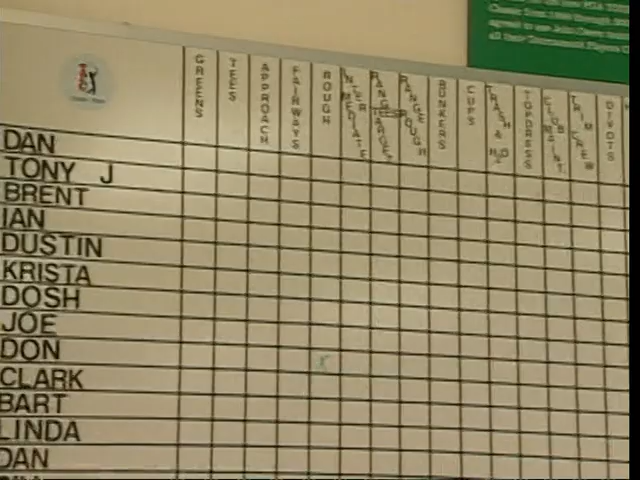 GREENS
TEES
APPROACH
FAIRWAYS
ROUGH
INTERMEDIATE
RANGE TARGET
RANGE ROUGH
BUNKERS
CUPS
TRASH & H2O
TOPDRESS
CLUB MAINT
TRIM CREW
DIVOTS
DAN
TONY J
BRENT
IAN
DUSTIN
KRISTA
DOSH
JOE
DON
CLARK
BART
LINDA
DAN